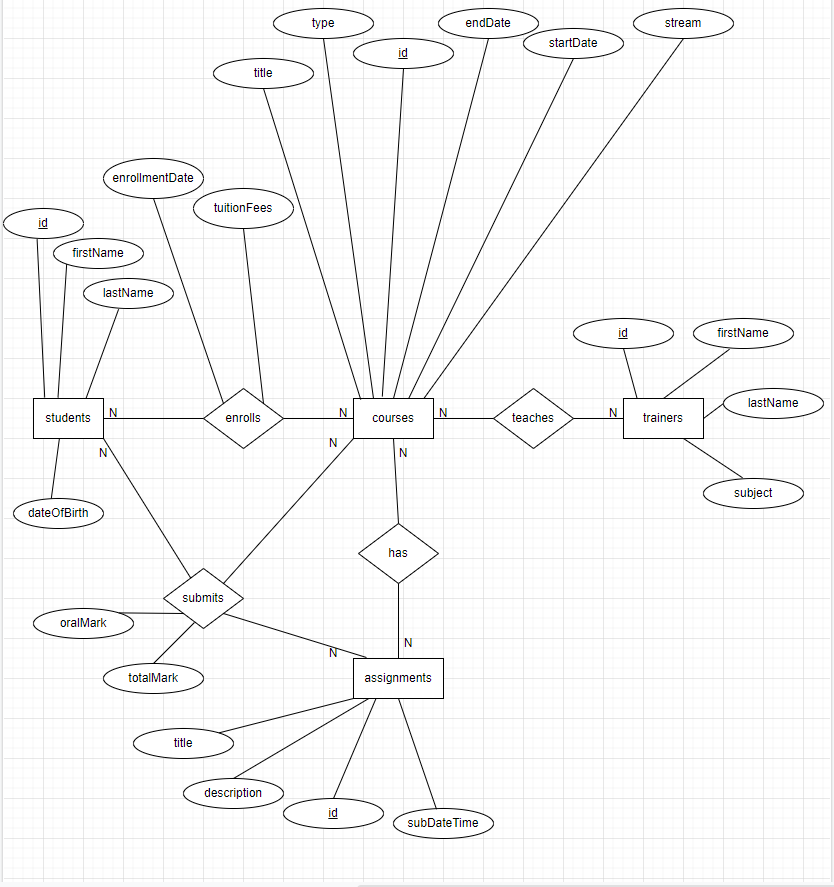 type
endDate
stream
id
startDate
title
enrollmentDate
tuitionFees
id
firstName
lastName
id
firstName
lastName
students
N
enrolls
N
courses
N
teaches
N
trainers
N
N
N
subject
dateOfBirth
has
submits
oralMark
totalMark
N
N
assignments
title
description
id
subDateTime